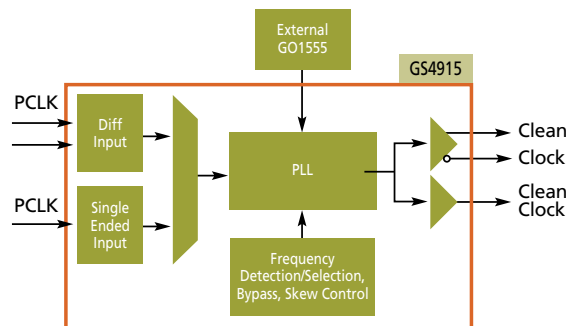 External
GO1555
GS4915
PCLK
Diff
Input
PLL
Clean
Clock
PCLK
Single
Ended
Input
Clean
Clock
Frequency
Detection/Selection,
Bypass, Skew Control